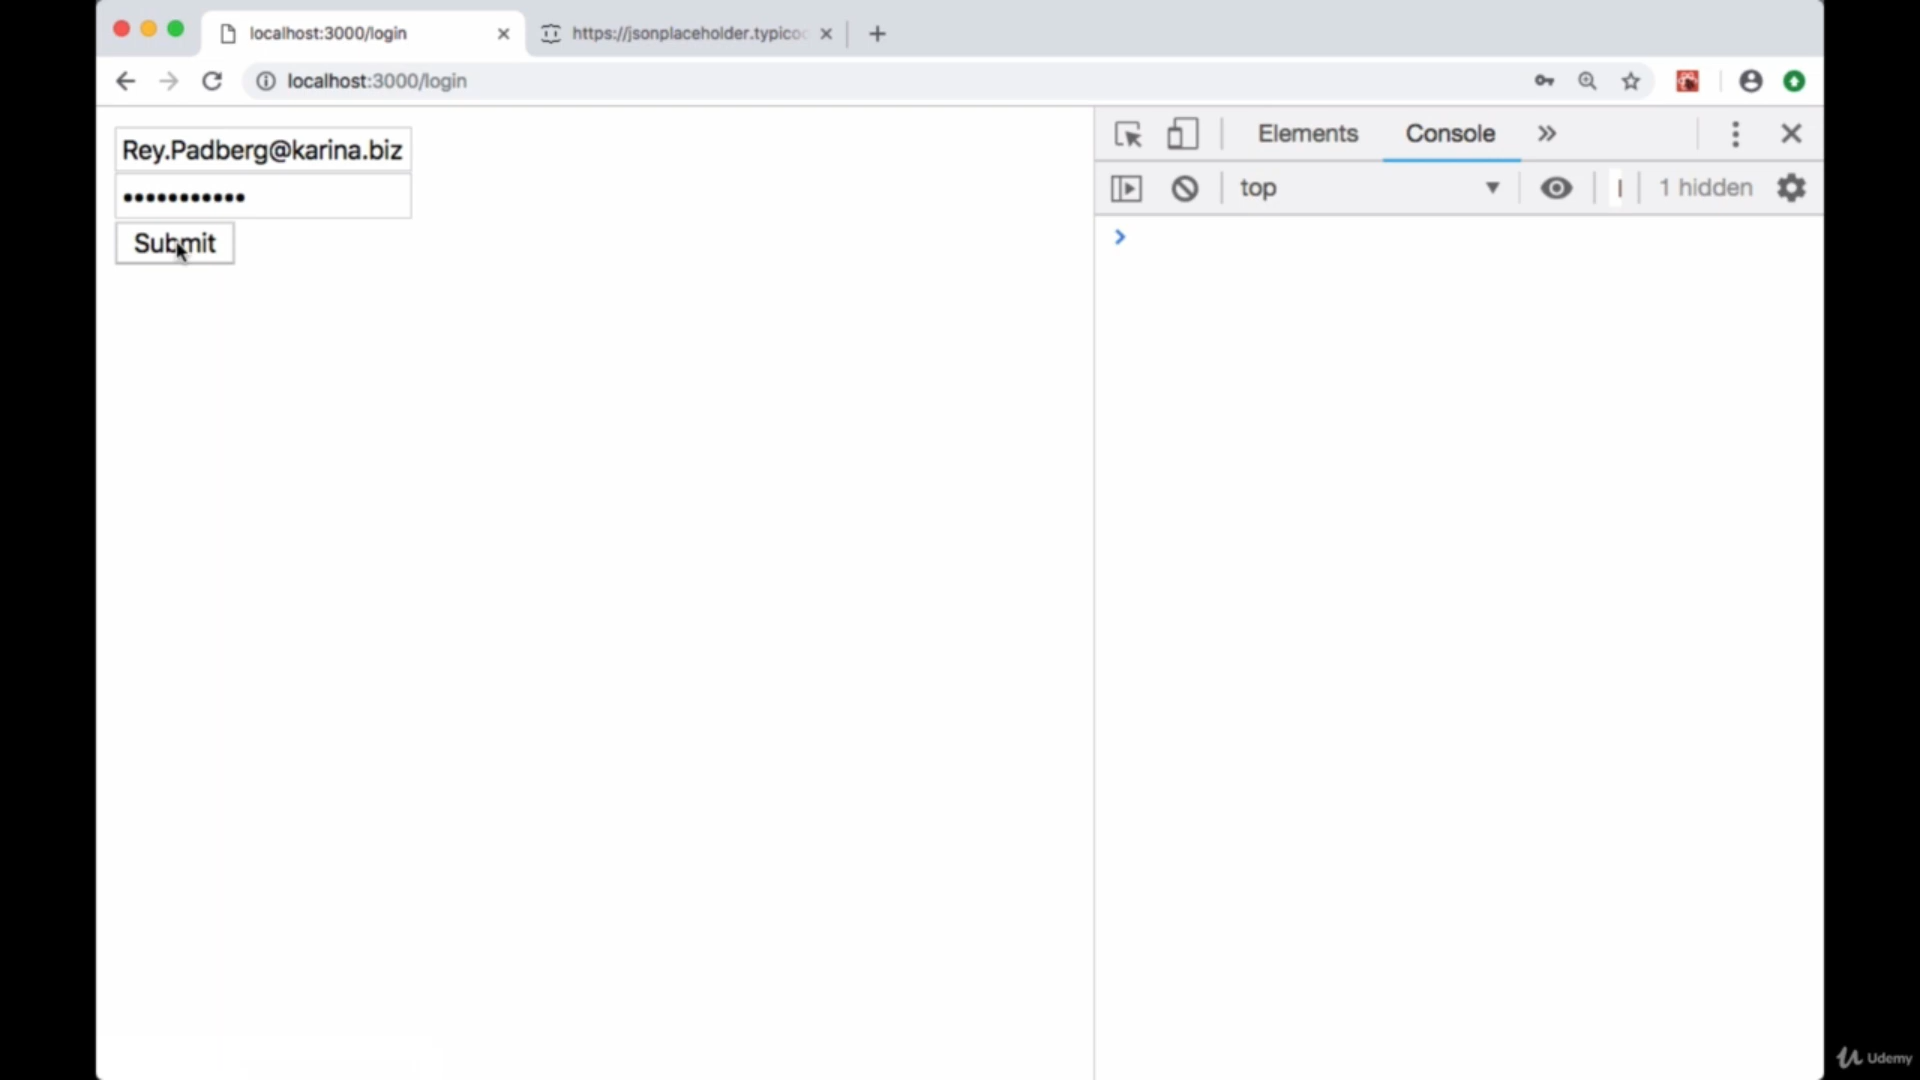 localhost:3000/login
https://jsonplaceholder.typico
localhost:3000/login
Rey.Padberg@karina.biz
•••••••••••
Submit
Elements
Console
top
1 hidden
Udemy